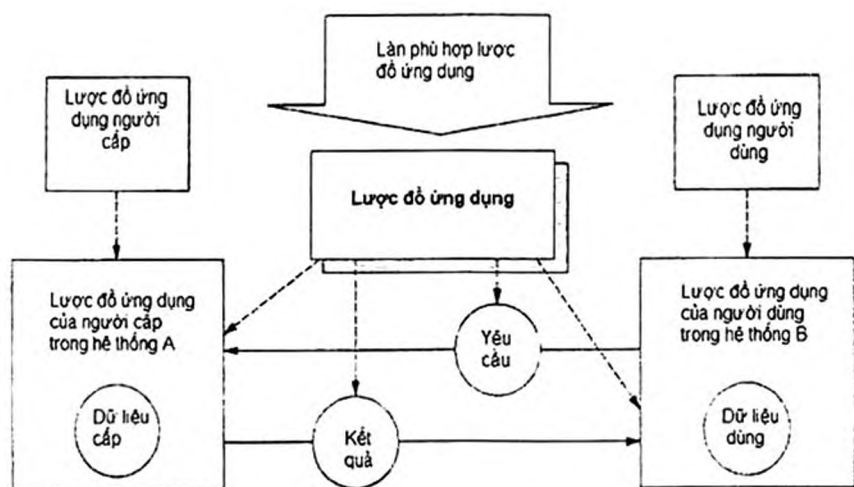 Làn phù hợp lược
đồ ứng dụng
Lược đồ ứng
dụng người
cấp
Lược đồ ứng
dụng người
dùng
Lược đồ ứng dụng
Lược đồ ứng dụng
của người cấp
trong hệ thống A
Lược đồ ứng dụng
của người dùng
trong hệ thống B
Yêu
cầu
Dữ liệu
cấp
Kết
quả
Dữ liệu
dùng